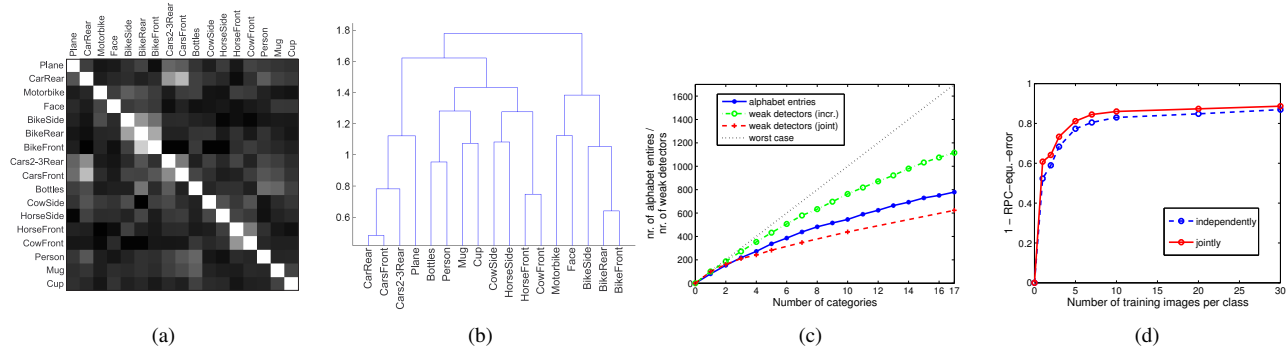 Plane
CarRear
Motorbike
Face
BikeSide
BikeRear
BikeFront
Cars2-3Rear
CarsFront
Bottles
CowSide
HorseSide
HorseFront
CowFront
Person
Mug
Cup
Plane
CarRear
Motorbike
Face
BikeSide
BikeRear
BikeFront
Cars2-3Rear
CarsFront
Bottles
CowSide
HorseSide
HorseFront
CowFront
Person
Mug
Cup
(a)
1.8
1.6
1.4
1.2
1
0.8
0.6
CarRear
CarsFront
Cars2-3Rear
Plane
Bottles
Person
Mug
Cup
CowSide
HorseSide
HorseFront
CowFront
Motorbike
Face
BikeSide
BikeRear
BikeFront
(b)
nr. of alphabet entires /
nr. of weak detectors
1600
1400
1200
1000
800
600
400
200
0
alphabet entries
weak detectors (incr.)
weak detectors (joint)
worst case
0 2 4 6 8 10 12 14 16 17
Number of categories
(c)
1 − RPC−equ.−error
1
0.8
0.6
0.4
0.2
0
independently
jointly
0 5 10 15 20 25 30
Number of training images per class
(d)